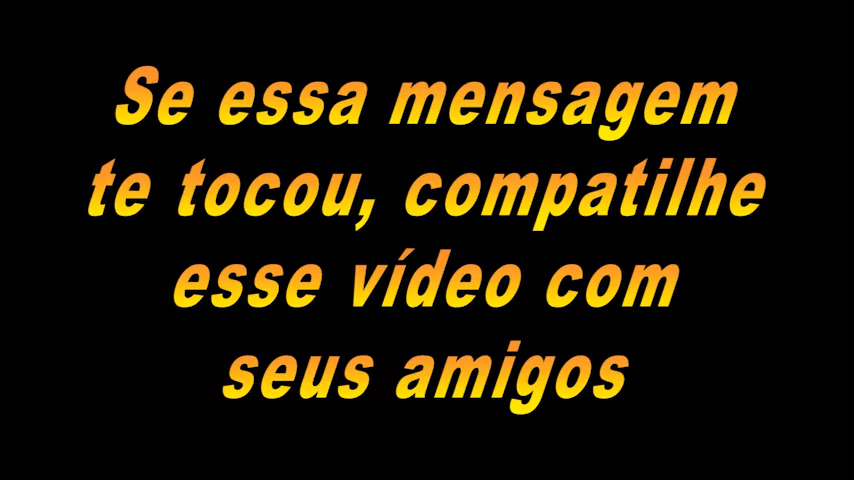 Se essa mensagem
te tocou, compatilhe
esse vídeo com
seus amigos